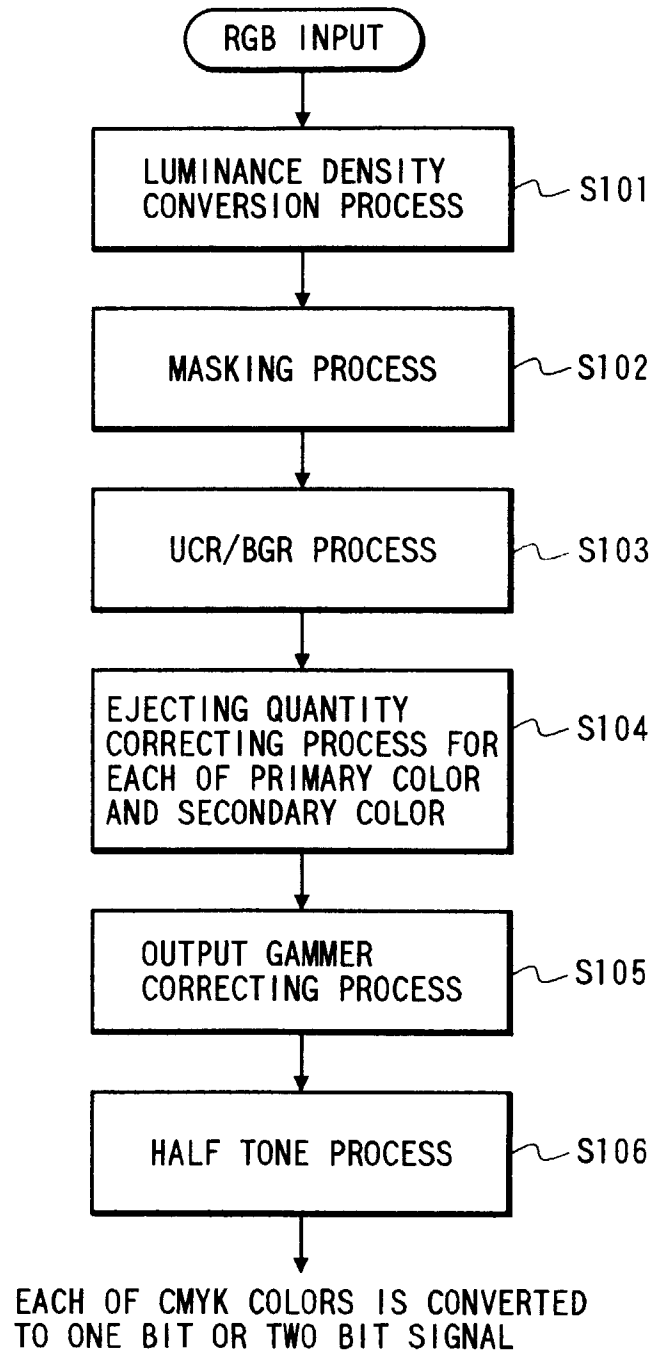 RGB INPUT
LUMINANCE DENSITY
CONVERSION PROCESS
S101
MASKING PROCESS
S102
UCR/BGR PROCESS
S103
EJECTING QUANTITY
CORRECTING PROCESS FOR
EACH OF PRIMARY COLOR
AND SECONDARY COLOR
S104
OUTPUT GAMMER
CORRECTING PROCESS
S105
HALF TONE PROCESS
S106
EACH OF CMYK COLORS IS CONVERTED
TO ONE BIT OR TWO BIT SIGNAL